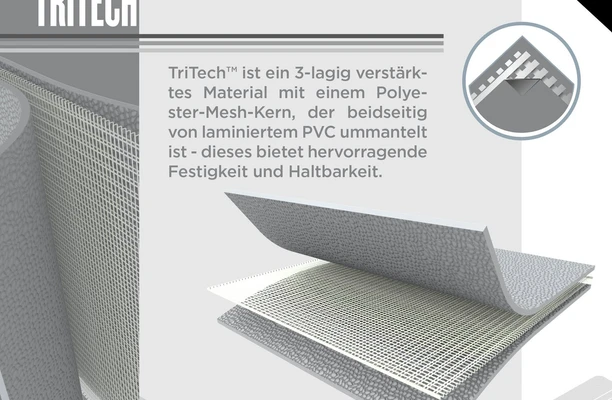 TRITECH
TriTech™ ist ein 3-lagig verstärk-
tes Material mit einem Polye-
ster-Mesh-Kern, der beidseitig
von laminiertem PVC ummantelt
ist - dieses bietet hervorragende
Festigkeit und Haltbarkeit.